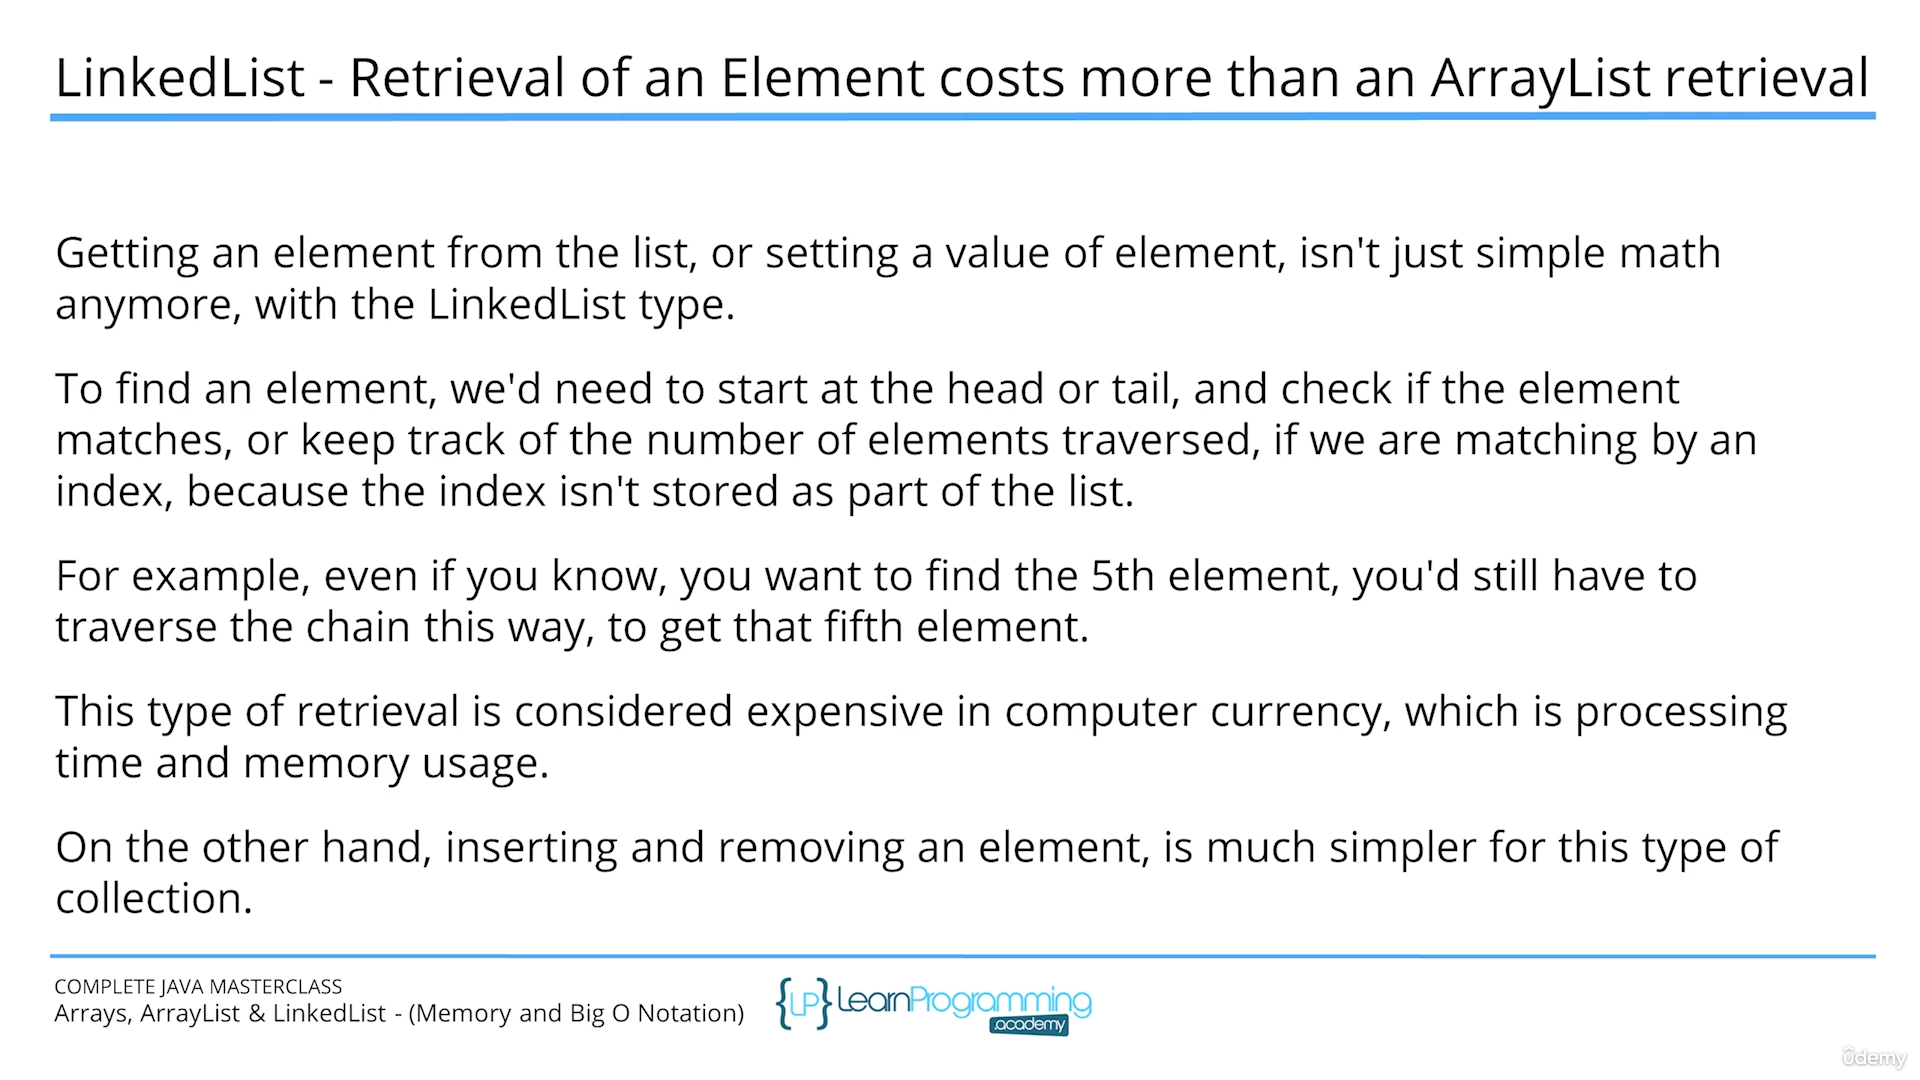 LinkedList - Retrieval of an Element costs more than an ArrayList retrieval
Getting an element from the list, or setting a value of element, isn't just simple math
anymore, with the LinkedList type.
To find an element, we'd need to start at the head or tail, and check if the element
matches, or keep track of the number of elements traversed, if we are matching by an
index, because the index isn't stored as part of the list.
For example, even if you know, you want to find the 5th element, you'd still have to
traverse the chain this way, to get that fifth element.
This type of retrieval is considered expensive in computer currency, which is processing
time and memory usage.
On the other hand, inserting and removing an element, is much simpler for this type of
collection.
COMPLETE JAVA MASTERCLASS
Arrays, ArrayList & LinkedList - (Memory and Big O Notation)
{LP} LearnProgramming
.academy
ûdemy